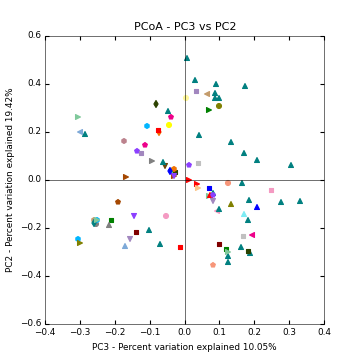 PCoA - PC3 vs PC2
0.6
0.4
0.2
0.0
−0.2
−0.4
−0.6
PC2 - Percent variation explained 19.42%
−0.4 −0.3 −0.2 −0.1 0.0 0.1 0.2 0.3 0.4
PC3 - Percent variation explained 10.05%